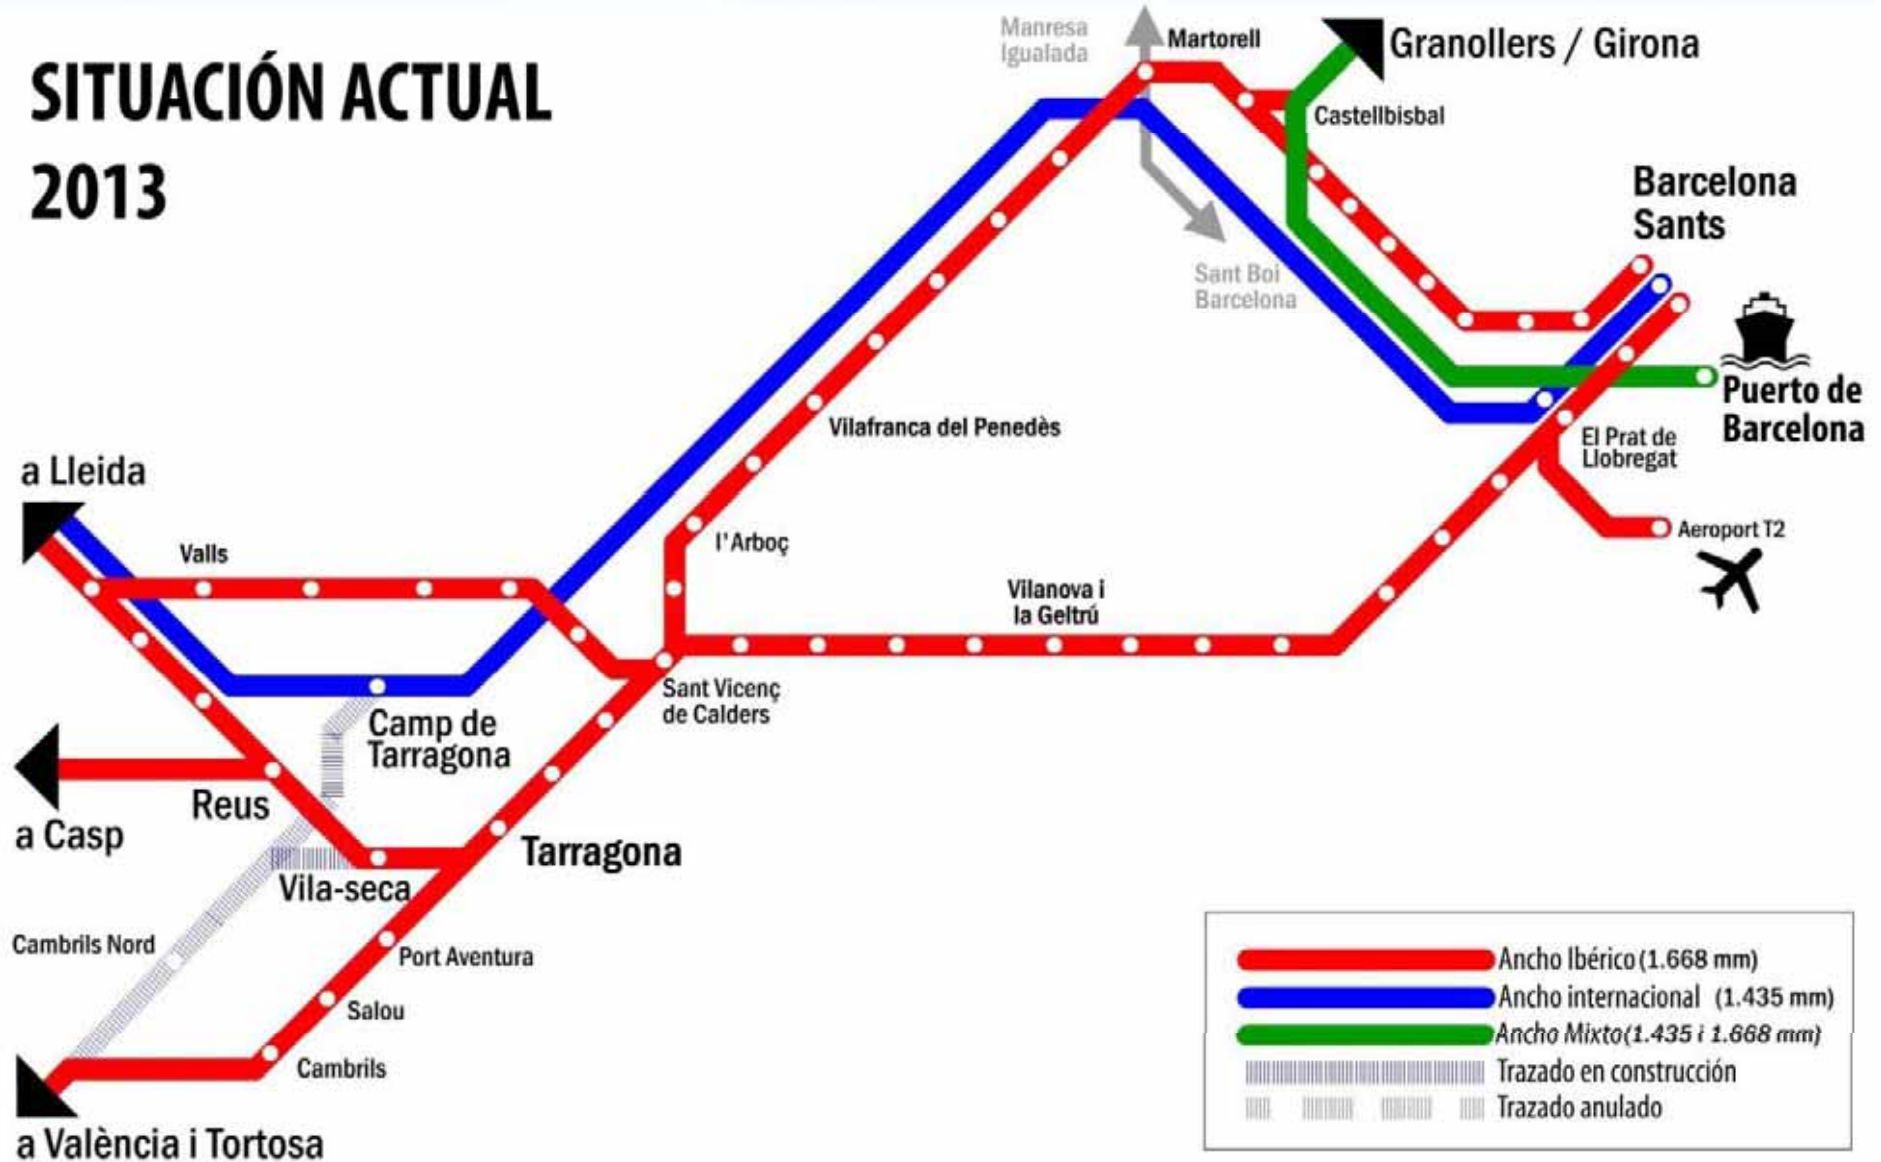 SITUACIÓN ACTUAL
2013
Manresa
Igualada
Martorell
Granollers / Girona
Castellbisbal
Barcelona
Sants
Sant Boi
Barcelona
Puerto de
Barcelona
Vilafranca del Penedès
El Prat de
Llobregat
a Lleida
Aeroport T2
l'Arboç
Valls
Vilanova i
la Geltrú
Sant Vicenç
de Calders
Camp de
Tarragona
Reus
a Casp
Tarragona
Vila-seca
Cambrils Nord
Port Aventura
Salou
Cambrils
a València i Tortosa
Ancho Ibérico (1.668 mm)
Ancho internacional (1.435 mm)
Ancho Mixto (1.435 i 1.668 mm)
Trazado en construcción
Trazado anulado